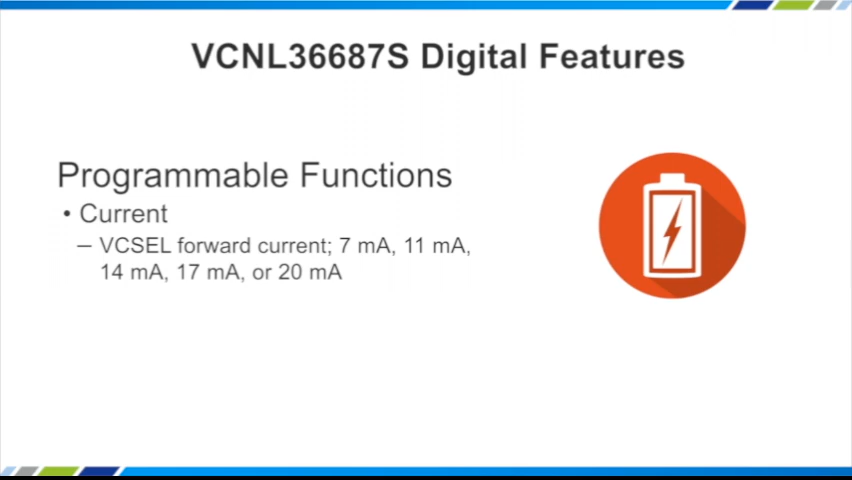 VCNL36687S Digital Features
Programmable Functions
• Current
– VCSEL forward current; 7 mA, 11 mA,
14 mA, 17 mA, or 20 mA